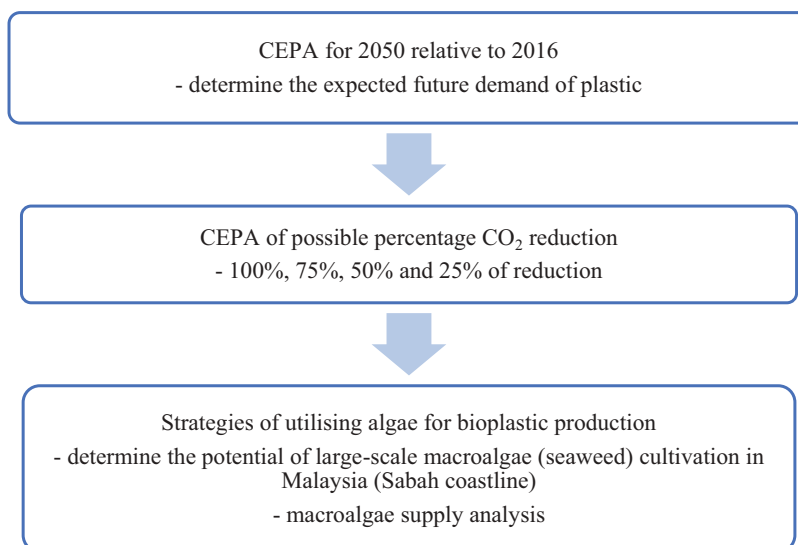 CEPA for 2050 relative to 2016
- determine the expected future demand of plastic
CEPA of possible percentage CO₂ reduction
- 100%, 75%, 50% and 25% of reduction
Strategies of utilising algae for bioplastic production
- determine the potential of large-scale macroalgae (seaweed) cultivation in
Malaysia (Sabah coastline)
- macroalgae supply analysis